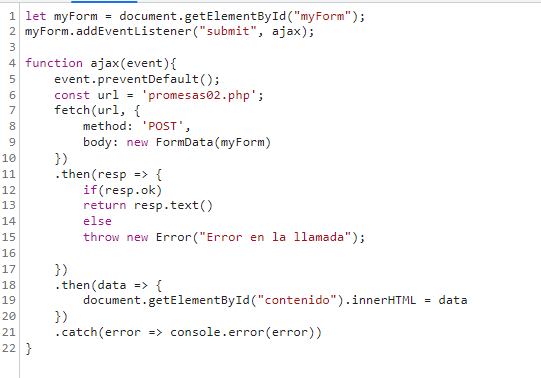 1 let myForm = document.getElementById("myForm");
2 myForm.addEventListener("submit", ajax);
3
4 function ajax(event){
5     event.preventDefault();
6     const url = 'promesas02.php';
7     fetch(url, {
8         method: 'POST',
9         body: new FormData(myForm)
10     })
11     .then(resp => {
12         if(resp.ok)
13         return resp.text()
14         else
15         throw new Error("Error en la llamada");
16
17     })
18     .then(data => {
19         document.getElementById("contenido").innerHTML = data
20     })
21     .catch(error => console.error(error))
22 }